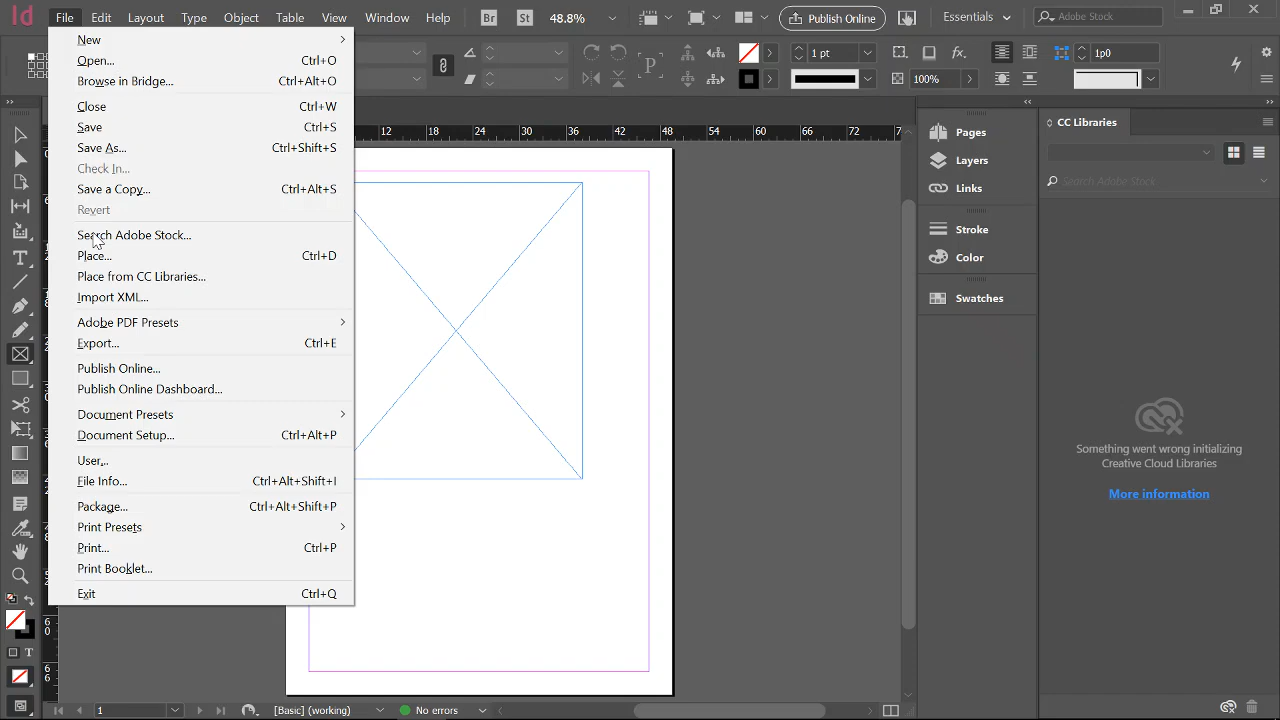 Id File Edit Layout Type Object Table View Window Help Br St 48.8% Publish Online Essentials Adobe Stock
1 pt fx. 1p0
P 100%
New
Open... Ctrl+O
Browse in Bridge... Ctrl+Alt+O
Close Ctrl+W
Save Ctrl+S
Save As... Ctrl+Shift+S
Check In...
Save a Copy... Ctrl+Alt+S
Revert
Search Adobe Stock...
Place... Ctrl+D
Place from CC Libraries...
Import XML...
Adobe PDF Presets
Export... Ctrl+E
Publish Online...
Publish Online Dashboard...
Document Presets
Document Setup... Ctrl+Alt+P
User...
File Info... Ctrl+Alt+Shift+I
Package... Ctrl+Alt+Shift+P
Print Presets
Print... Ctrl+P
Print Booklet...
Exit Ctrl+Q
12 18 24 30 36 42 48 54 60 66 72
Pages
Layers
Links
Stroke
Color
Swatches
CC Libraries
Search Adobe Stock
Something went wrong initializing
Creative Cloud Libraries
More information
1 [Basic] (working) No errors